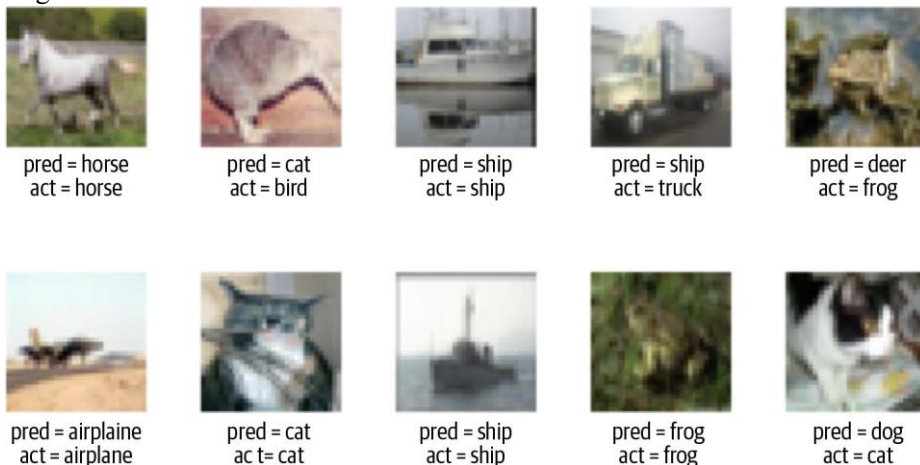 pred = horse
act = horse
pred = cat
act = bird
pred = ship
act = ship
pred = ship
act = truck
pred = deer
act = frog
pred = airplaine
act = airplane
pred = cat
ac t= cat
pred = ship
act = ship
pred = frog
act = frog
pred = dog
act = cat